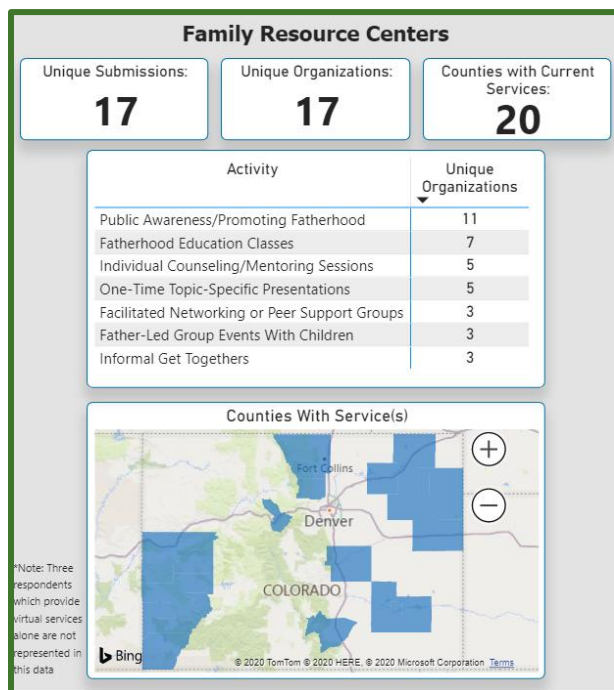 Family Resource Centers
Unique Submissions:
17
Unique Organizations:
17
Counties with Current
Services:
20
Activity
Unique
Organizations
Public Awareness/Promoting Fatherhood 11
Fatherhood Education Classes 7
Individual Counseling/Mentoring Sessions 5
One-Time Topic-Specific Presentations 5
Facilitated Networking or Peer Support Groups 3
Father-Led Group Events With Children 3
Informal Get Togethers 3
Counties With Service(s)
Fort Collins
Denver
COLORADO
*Note: Three
respondents
which provide
virtual services
alone are not
represented in
this data
Bing
© 2020 TomTom © 2020 HERE, © 2020 Microsoft Corporation Terms